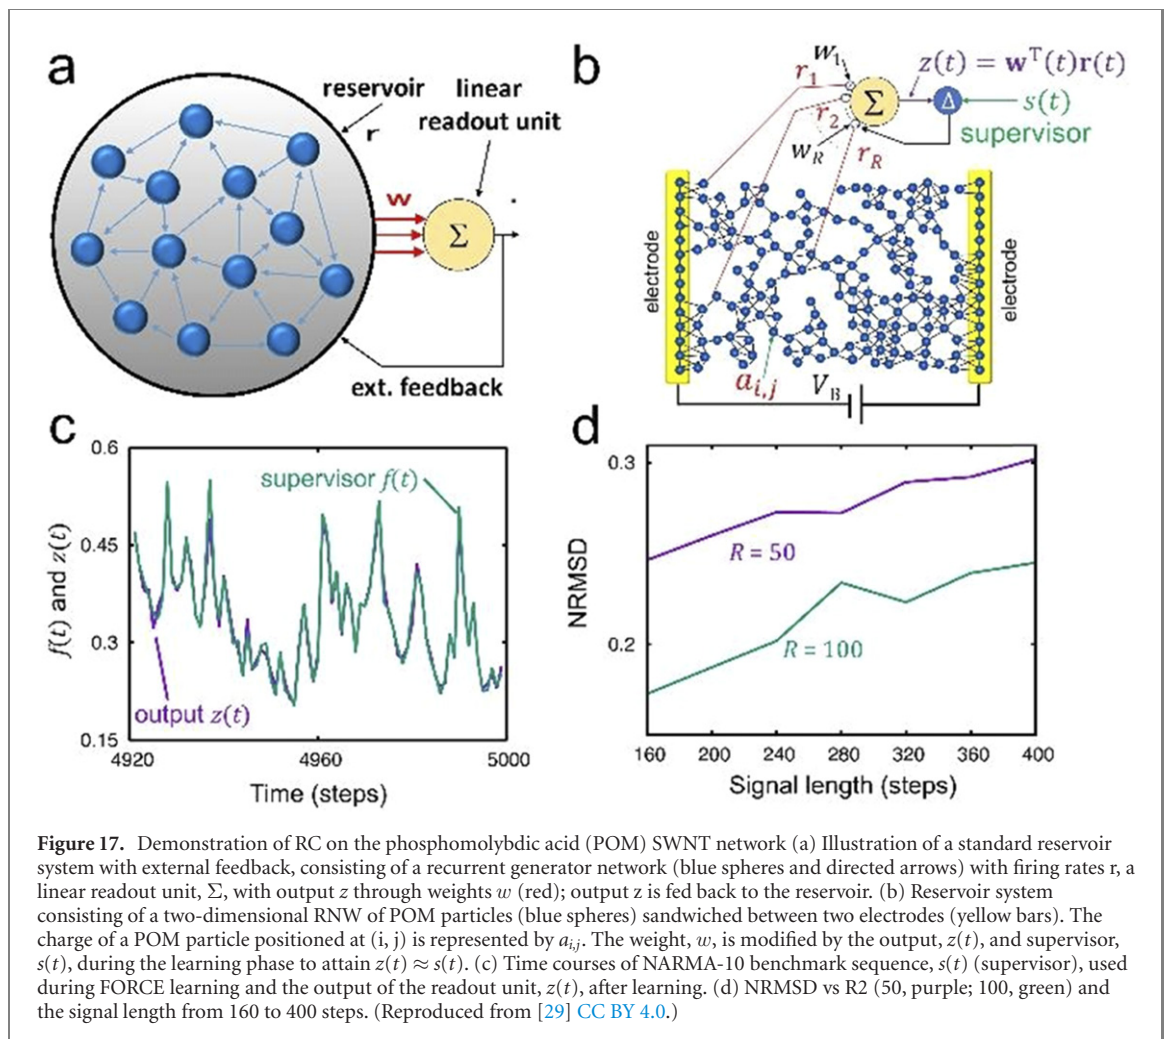 a
reservoir
r
linear
readout unit
w
Σ
ext. feedback
b
w₁
r₁
r₂
w_R
r_R
Σ
z(t) = wᵀ(t)r(t)
Δ
s(t)
supervisor
electrode
electrode
a_{i,j}
V_B
c
0.6
0.45
0.3
0.15
f(t) and z(t)
supervisor f(t)
output z(t)
4920
4960
5000
Time (steps)
d
0.3
0.2
NRMSD
R = 50
R = 100
160
200
240
280
320
360
400
Signal length (steps)
Figure 17. Demonstration of RC on the phosphomolybdic acid (POM) SWNT network (a) Illustration of a standard reservoir
system with external feedback, consisting of a recurrent generator network (blue spheres and directed arrows) with firing rates r, a
linear readout unit, Σ, with output z through weights w (red); output z is fed back to the reservoir. (b) Reservoir system
consisting of a two-dimensional RNW of POM particles (blue spheres) sandwiched between two electrodes (yellow bars). The
charge of a POM particle positioned at (i, j) is represented by a_{i,j}. The weight, w, is modified by the output, z(t), and supervisor,
s(t), during the learning phase to attain z(t) ≈ s(t). (c) Time courses of NARMA-10 benchmark sequence, s(t) (supervisor), used
during FORCE learning and the output of the readout unit, z(t), after learning. (d) NRMSD vs R2 (50, purple; 100, green) and
the signal length from 160 to 400 steps. (Reproduced from [29] CC BY 4.0.)